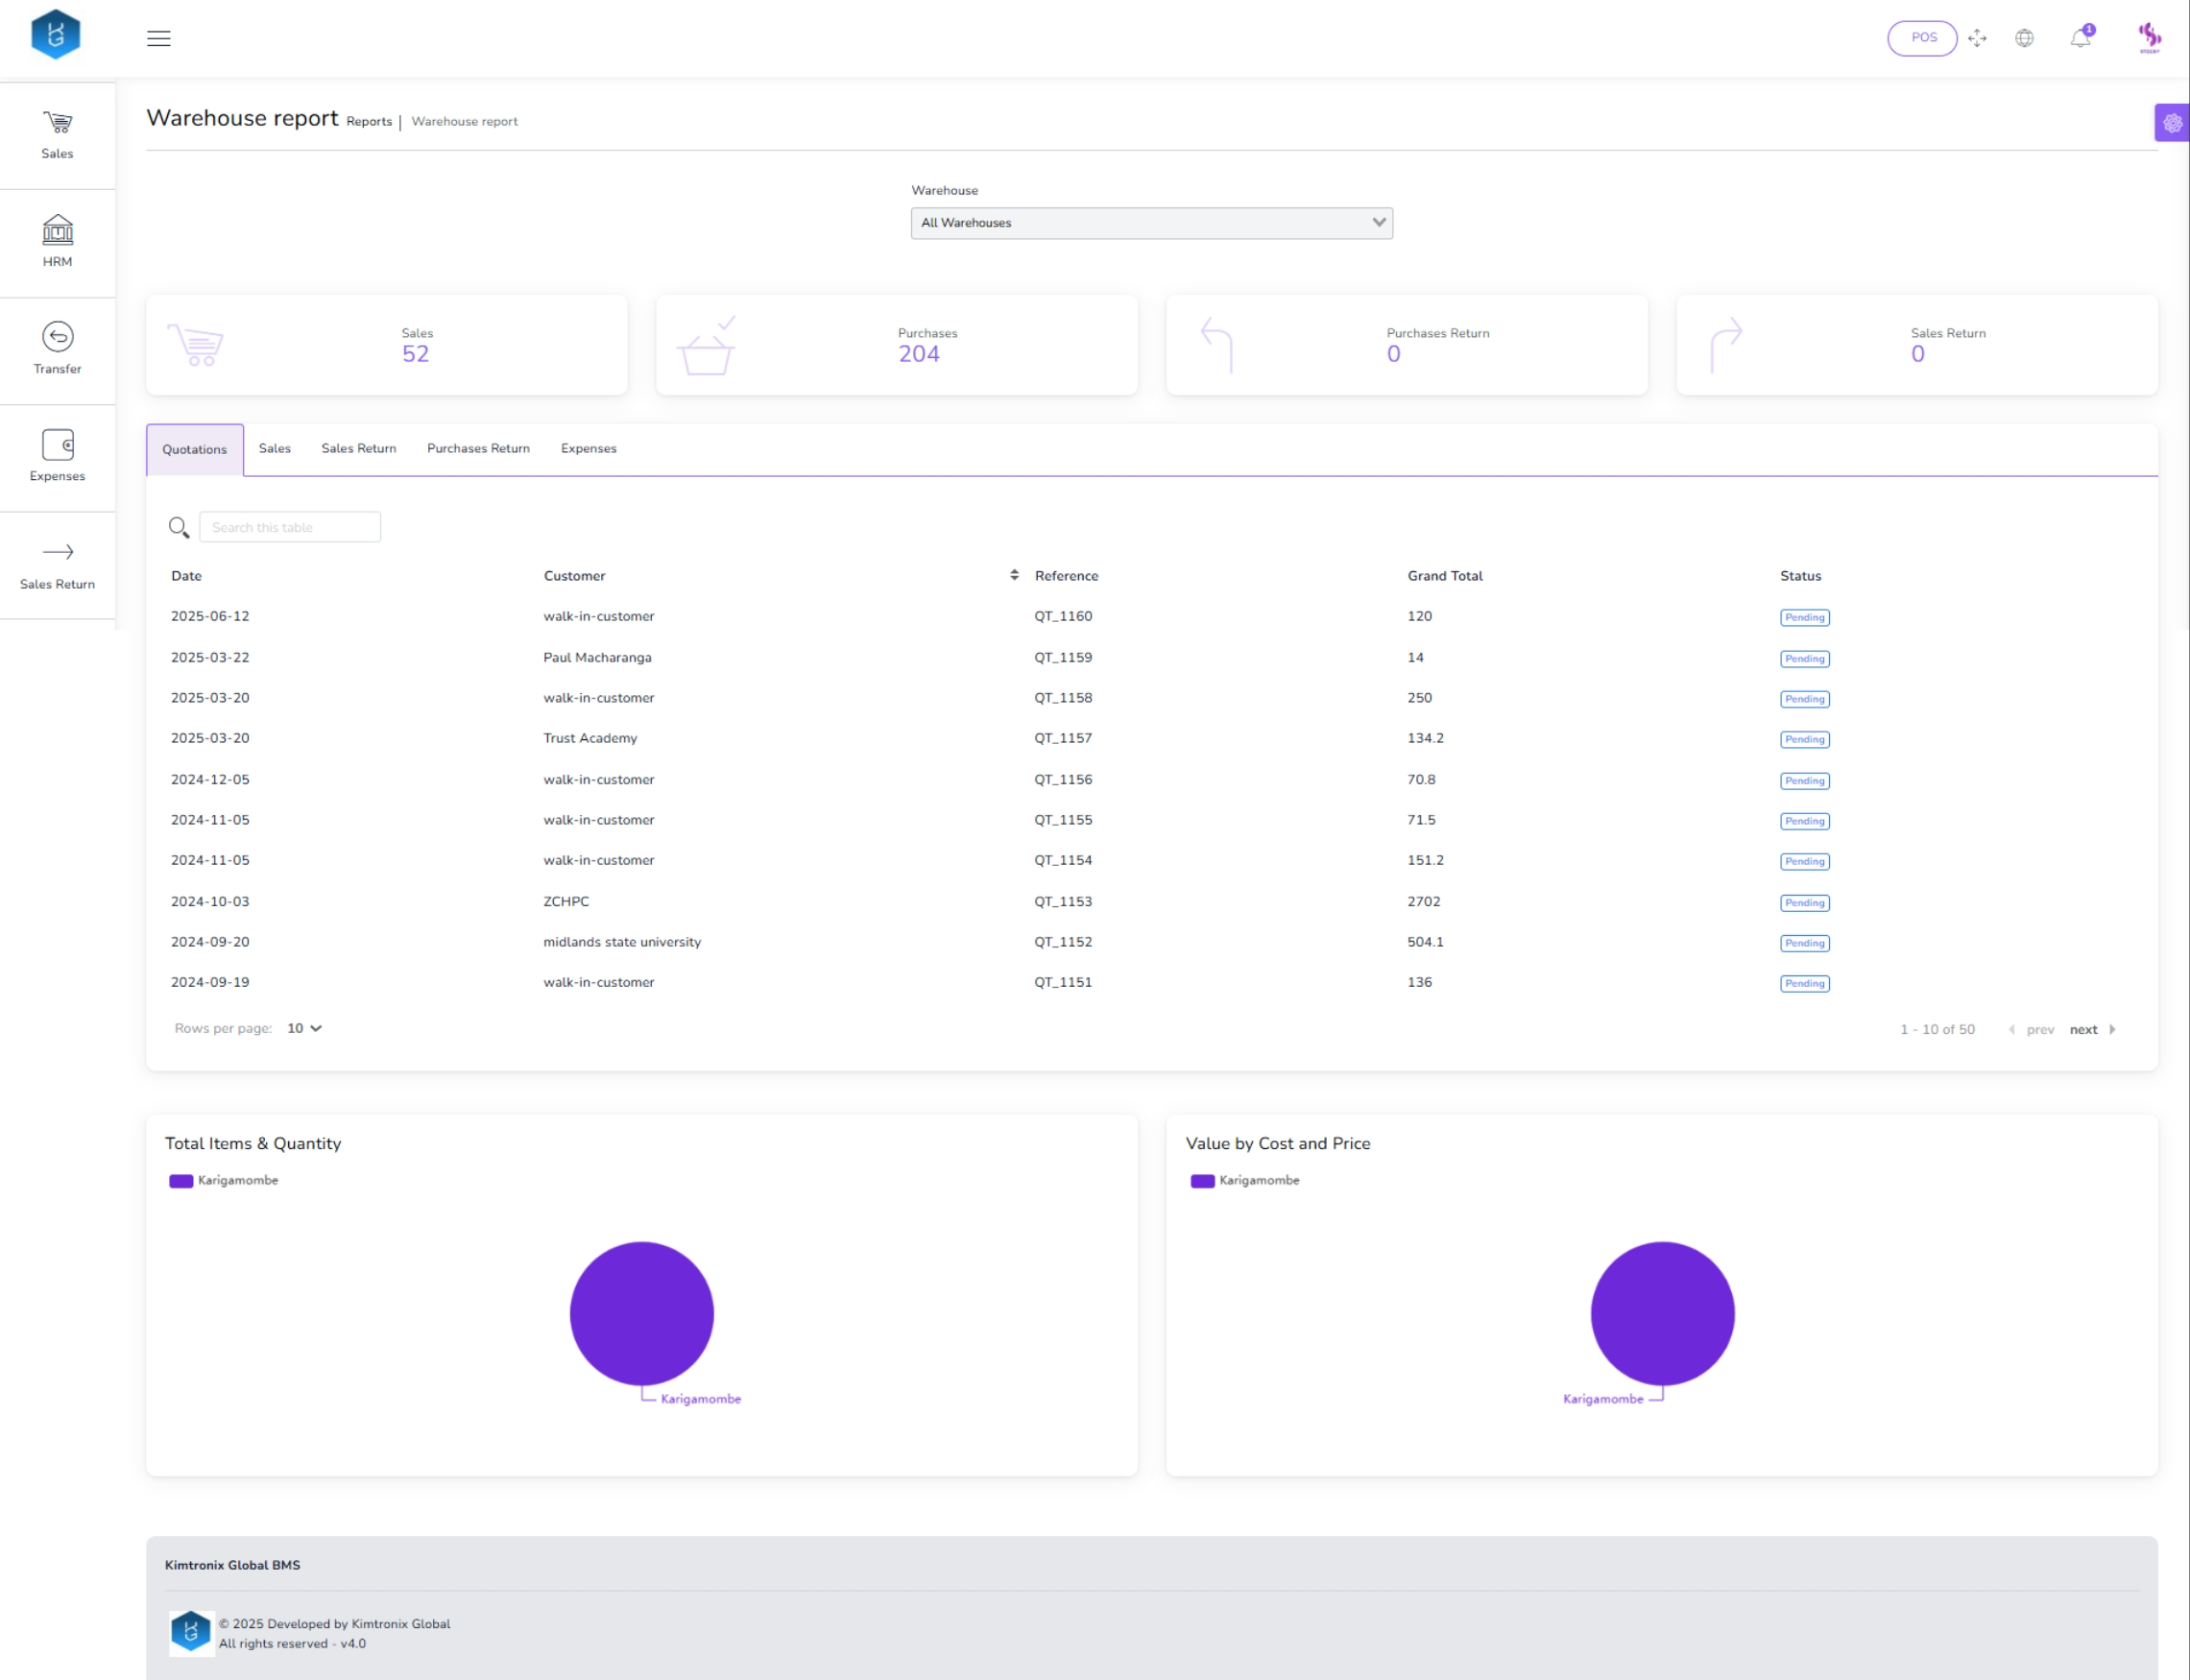 POS
1
STOCKY
Sales
HRM
Transfer
Expenses
Sales Return
Warehouse report Reports | Warehouse report
Warehouse
All Warehouses
Sales
52
Purchases
204
Purchases Return
0
Sales Return
0
Quotations Sales Sales Return Purchases Return Expenses
Search this table
Date Customer Reference Grand Total Status
2025-06-12 walk-in-customer QT_1160 120 Pending
2025-03-22 Paul Macharanga QT_1159 14 Pending
2025-03-20 walk-in-customer QT_1158 250 Pending
2025-03-20 Trust Academy QT_1157 134.2 Pending
2024-12-05 walk-in-customer QT_1156 70.8 Pending
2024-11-05 walk-in-customer QT_1155 71.5 Pending
2024-11-05 walk-in-customer QT_1154 151.2 Pending
2024-10-03 ZCHPC QT_1153 2702 Pending
2024-09-20 midlands state university QT_1152 504.1 Pending
2024-09-19 walk-in-customer QT_1151 136 Pending
Rows per page: 10 1 - 10 of 50 prev next
Total Items & Quantity
Karigamombe
Karigamombe
Value by Cost and Price
Karigamombe
Karigamombe
Kimtronix Global BMS
© 2025 Developed by Kimtronix Global
All rights reserved - v4.0